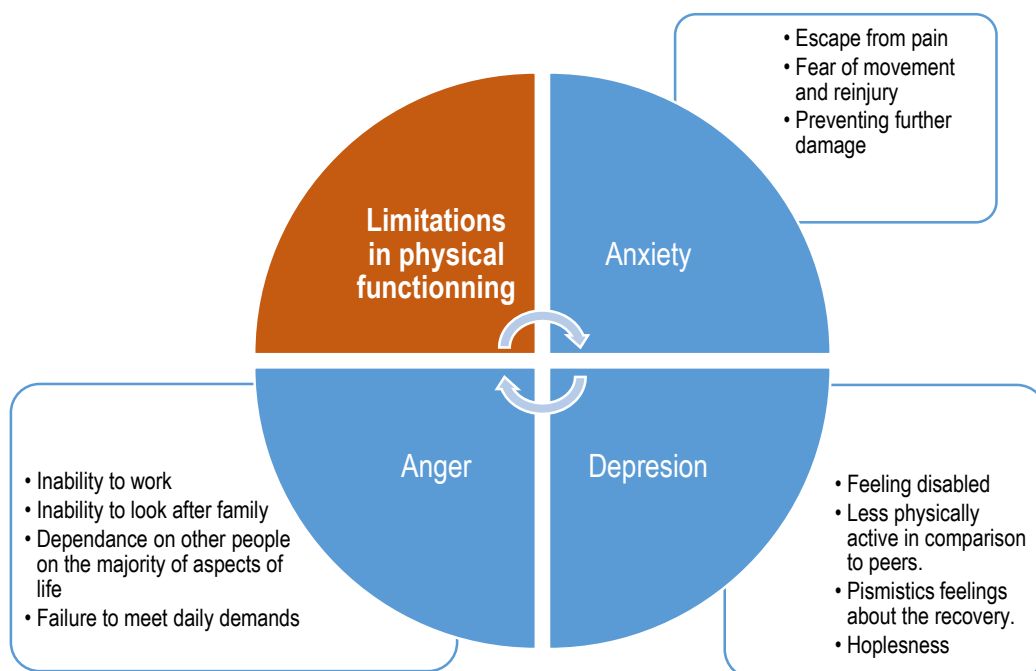 • Escape from pain
• Fear of movement
and reinjury
• Preventing further
damage
Limitations
in physical
functionning
Anxiety
Anger
Depresion
• Inability to work
• Inability to look after family
• Dependance on other people
on the majority of aspects of
life
• Failure to meet daily demands
• Feeling disabled
• Less physically
active in comparison
to peers.
• Pismistics feelings
about the recovery.
• Hoplesness